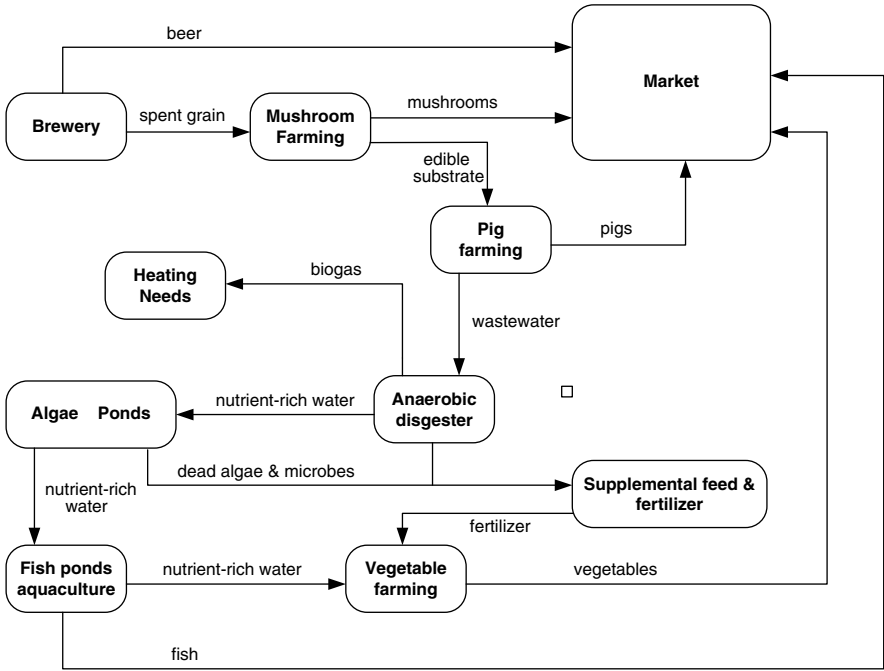 beer
Market
Brewery
spent grain
Mushroom
Farming
mushrooms
edible
substrate
Pig
farming
pigs
Heating
Needs
biogas
wastewater
Algae Ponds
nutrient-rich water
Anaerobic
disgester
dead algae & microbes
Supplemental feed &
fertilizer
nutrient-rich
water
fertilizer
Fish ponds
aquaculture
nutrient-rich water
Vegetable
farming
vegetables
fish